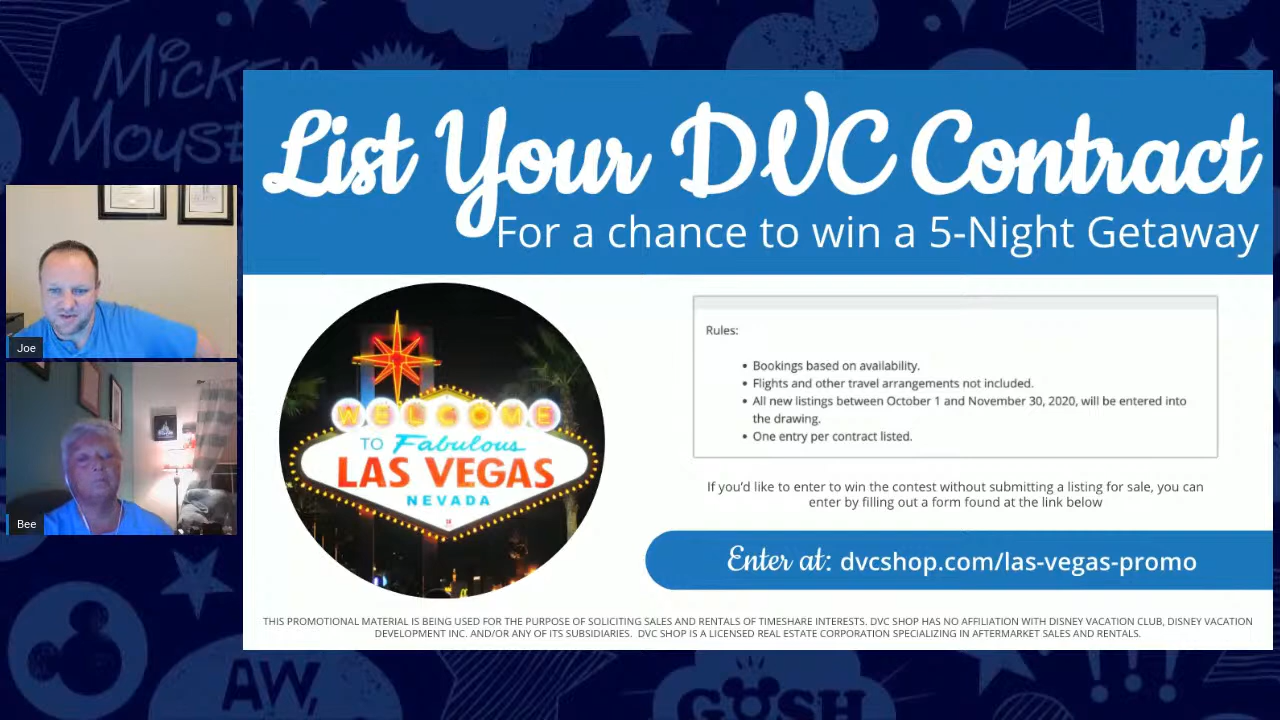 MICKEY
MOUSE
List Your DVC Contract
For a chance to win a 5-Night Getaway
Joe
Bee
WELCOME
TO Fabulous
LAS VEGAS
NEVADA
Rules:
• Bookings based on availability.
• Flights and other travel arrangements not included.
• All new listings between October 1 and November 30, 2020, will be entered into
the drawing.
• One entry per contract listed.
If you'd like to enter to win the contest without submitting a listing for sale, you can
enter by filling out a form found at the link below
Enter at: dvcshop.com/las-vegas-promo
THIS PROMOTIONAL MATERIAL IS BEING USED FOR THE PURPOSE OF SOLICITING SALES AND RENTALS OF TIMESHARE INTERESTS. DVC SHOP HAS NO AFFILIATION WITH DISNEY VACATION CLUB, DISNEY VACATION
DEVELOPMENT INC. AND/OR ANY OF ITS SUBSIDIARIES. DVC SHOP IS A LICENSED REAL ESTATE CORPORATION SPECIALIZING IN AFTERMARKET SALES AND RENTALS.
AW,
GOSH